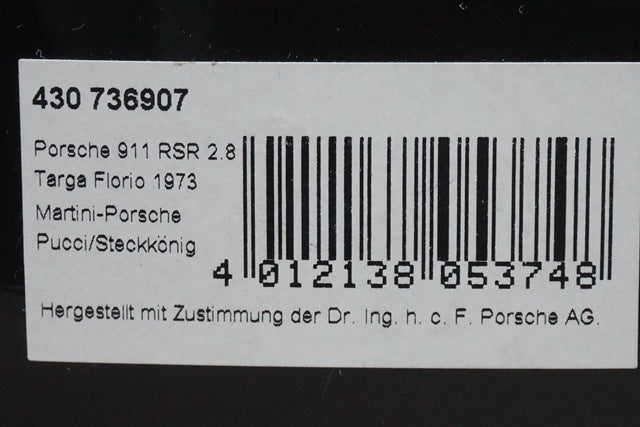 430 736907
Porsche 911 RSR 2.8
Targa Florio 1973
Martini-Porsche
Pucci/Steckkönig
4 012138 053748
Hergestellt mit Zustimmung der Dr. Ing. h. c. F. Porsche AG.